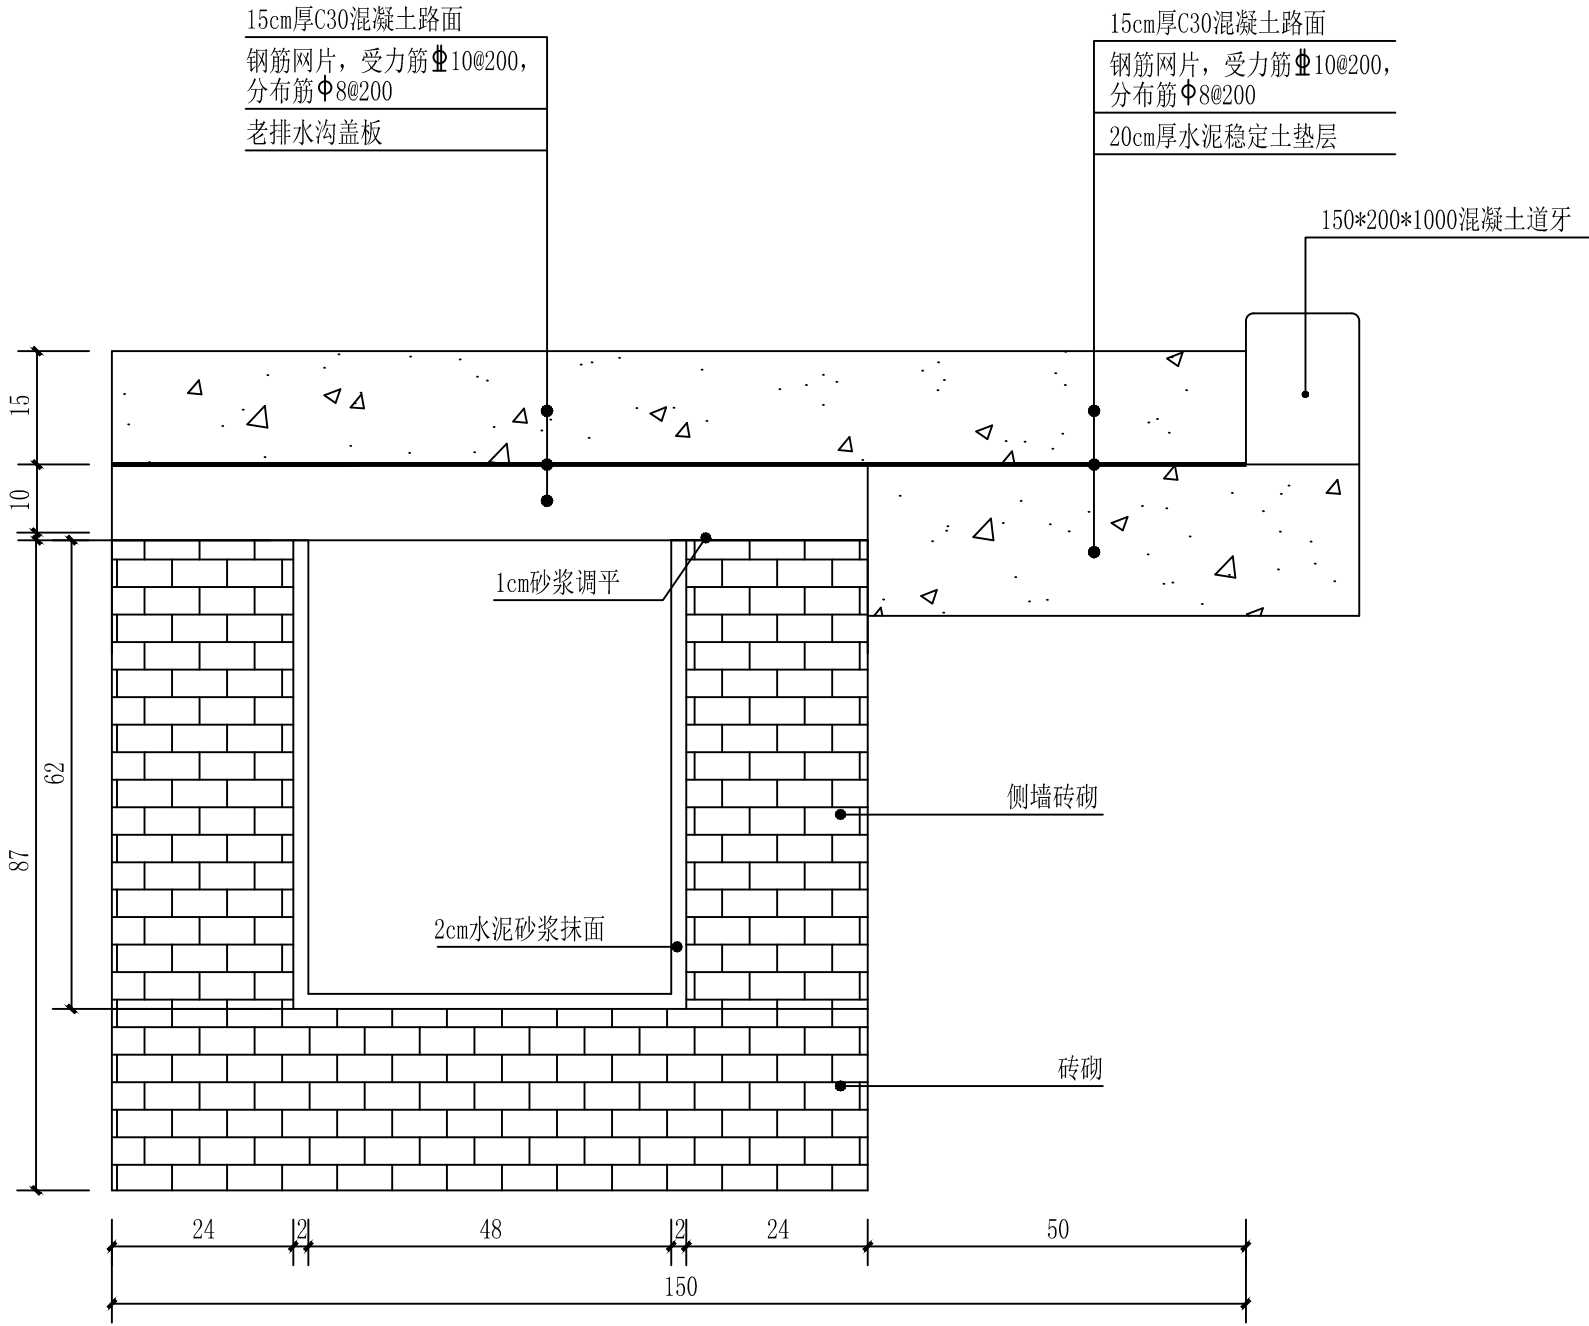 15cm厚C30混凝土路面
钢筋网片，受力筋⏀10@200，
分布筋ϕ8@200
老排水沟盖板
15cm厚C30混凝土路面
钢筋网片，受力筋⏀10@200，
分布筋ϕ8@200
20cm厚水泥稳定土垫层
150*200*1000混凝土道牙
15
10
1cm砂浆调平
62
侧墙砖砌
87
2cm水泥砂浆抹面
砖砌
24
2
48
2
24
50
150